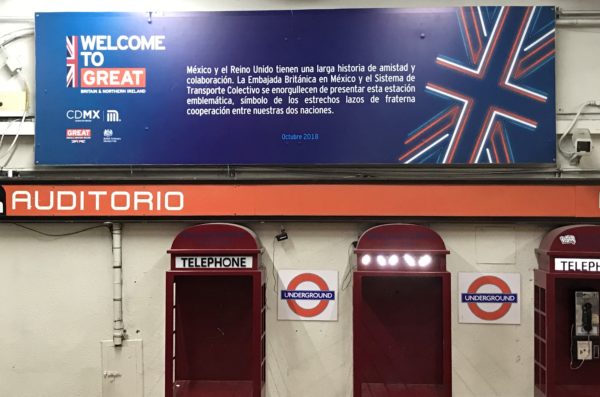 WELCOME
TO
GREAT
BRITAIN & NORTHERN IRELAND
CDMX
GREAT
México y el Reino Unido tienen una larga historia de amistad y
colaboración. La Embajada Británica en México y el Sistema de
Transporte Colectivo se enorgullecen de presentar esta estación
emblemática, símbolo de los estrechos lazos de fraterna
cooperación entre nuestras dos naciones.
Octubre 2018
AUDITORIO
TELEPHONE
UNDERGROUND
UNDERGROUND
TELEPH